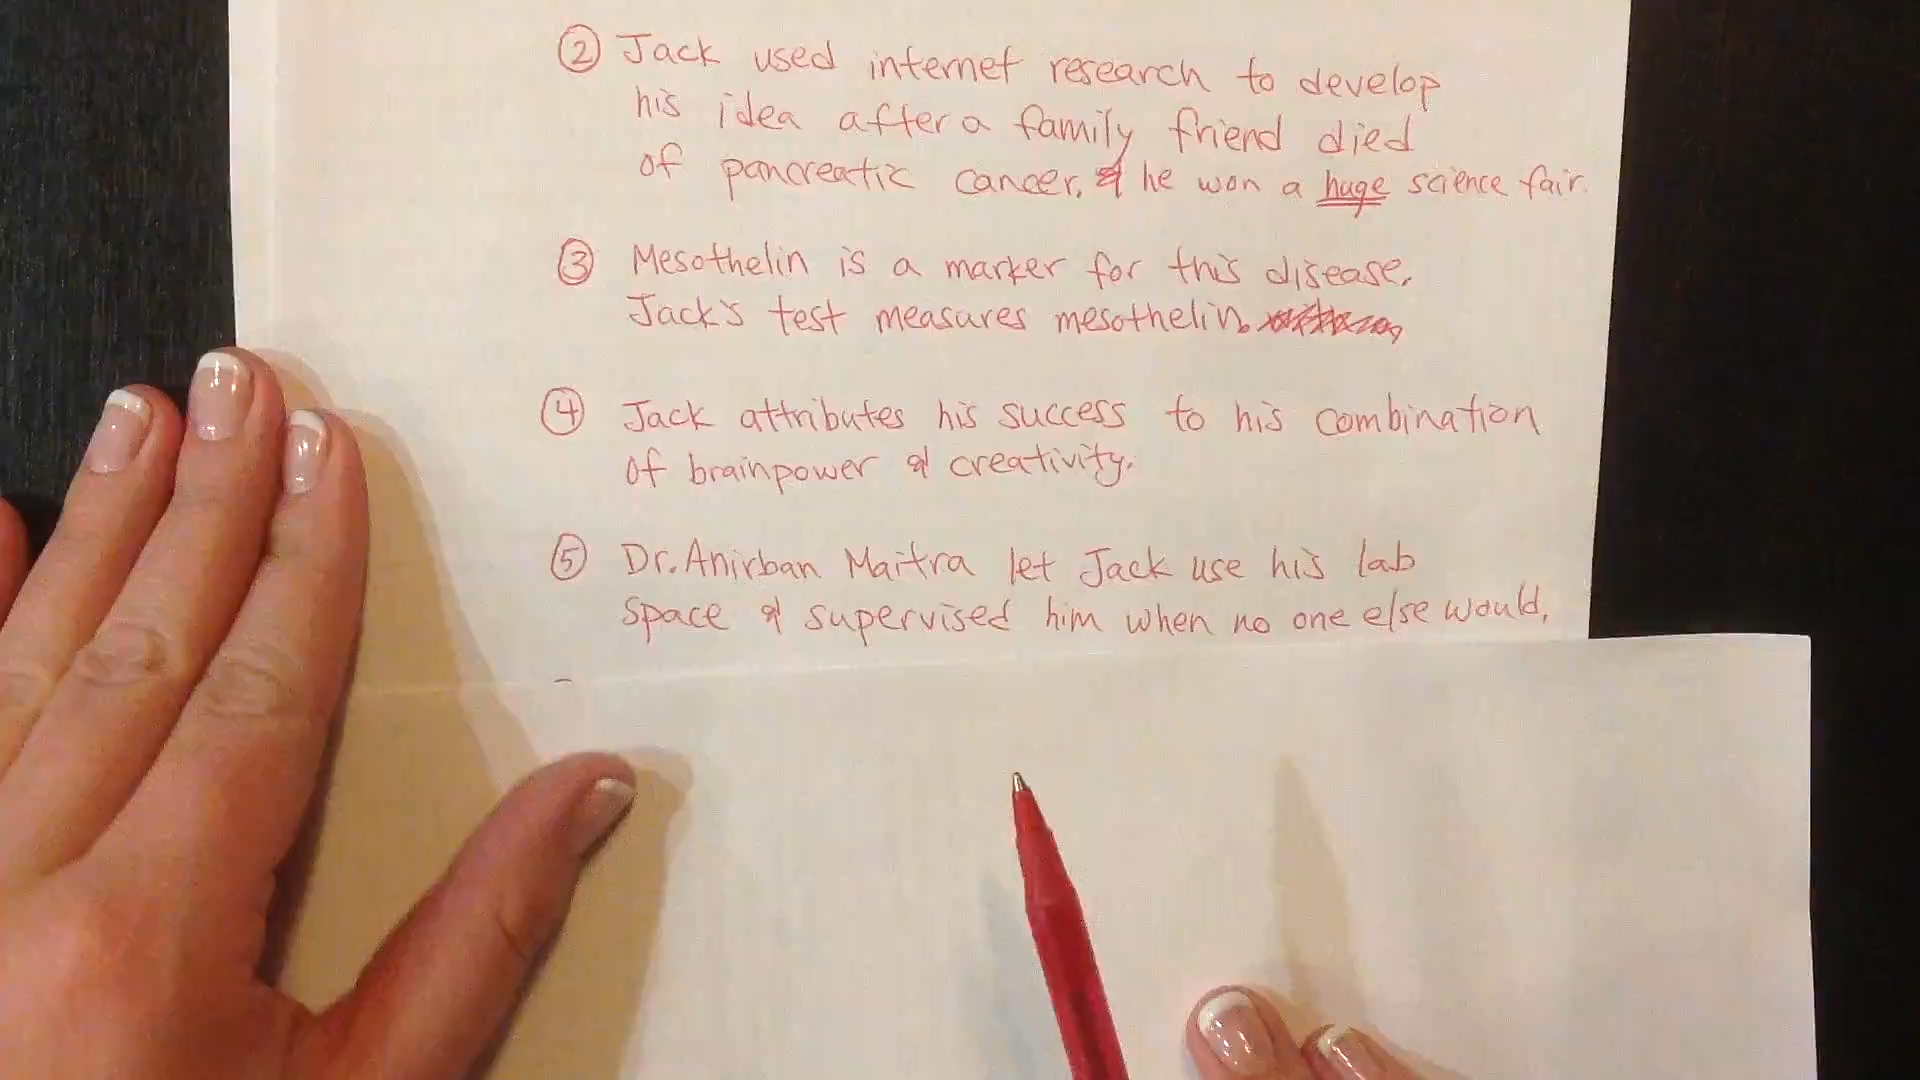 ② Jack used internet research to develop
his idea after a family friend died
of pancreatic cancer. & he won a huge science fair.
③ Mesothelin is a marker for this disease.
Jack's test measures mesothelin.
④ Jack attributes his success to his combination
of brainpower & creativity.
⑤ Dr. Anirban Maitra let Jack use his lab
space & supervised him when no one else would.